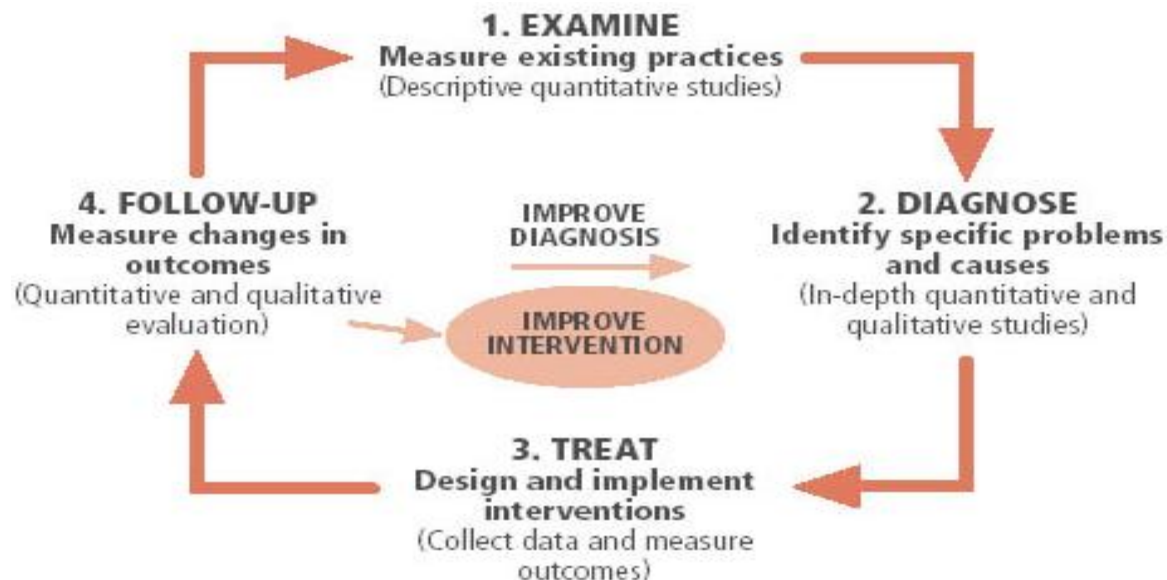 1. EXAMINE
Measure existing practices
(Descriptive quantitative studies)
4. FOLLOW-UP
Measure changes in
outcomes
(Quantitative and qualitative
evaluation)
IMPROVE
DIAGNOSIS
IMPROVE
INTERVENTION
2. DIAGNOSE
Identify specific problems
and causes
(In-depth quantitative and
qualitative studies)
3. TREAT
Design and implement
interventions
(Collect data and measure
outcomes)